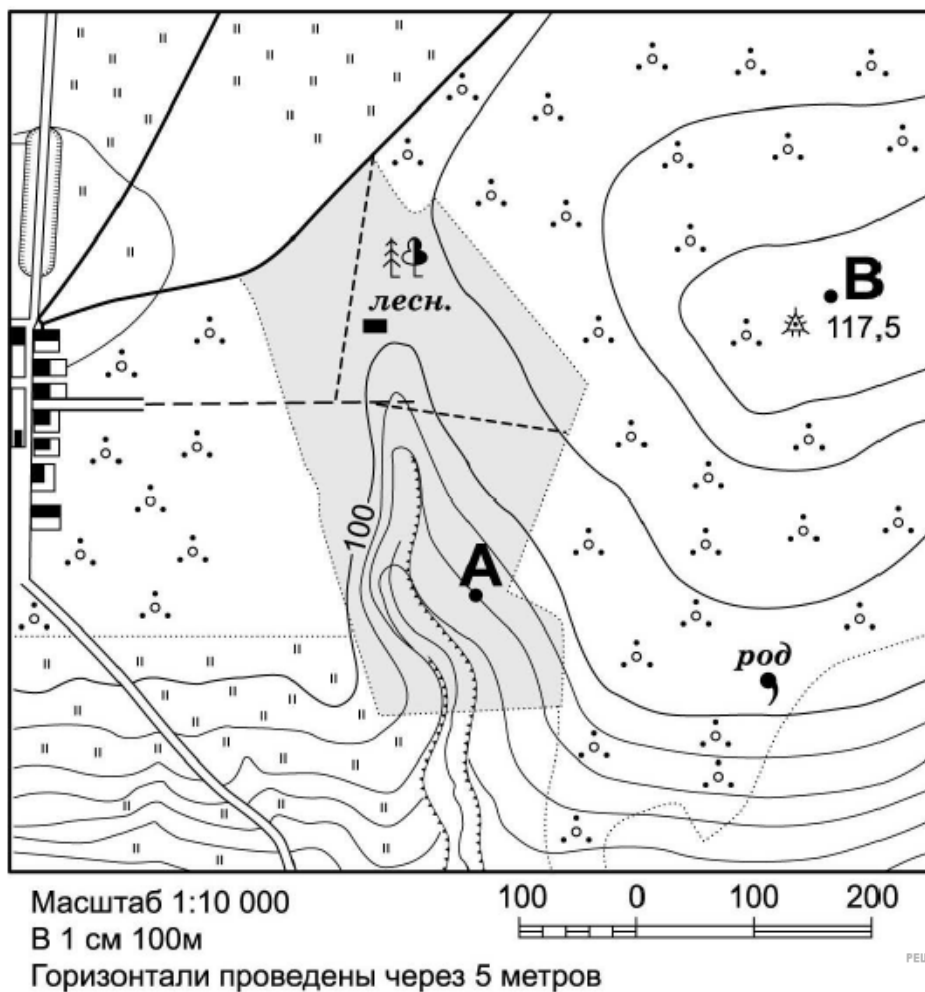 B
117,5
лесн.
100
A
род
Масштаб 1:10 000
В 1 см 100м
Горизонтали проведены через 5 метров
100 0 100 200